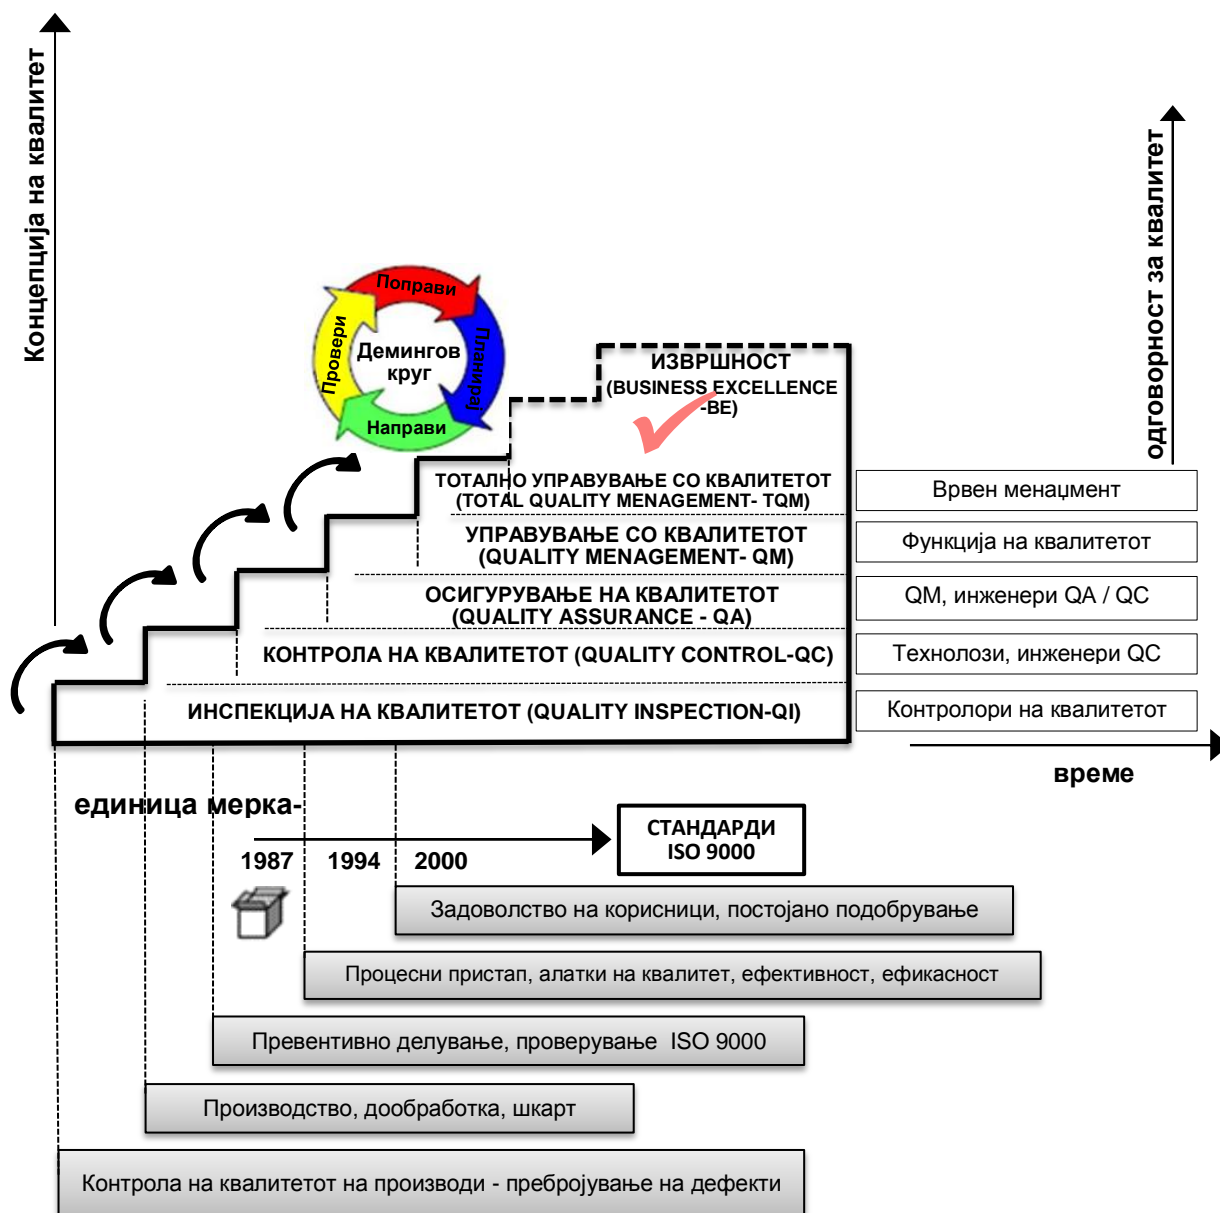 Концепција на квалитет
одговорност за квалитет
Поправи
Планирај
Направи
Провери
Демингов
круг
ИЗВРШНОСТ
(BUSINESS EXCELLENCE
-BE)
ТОТАЛНО УПРАВУВАЊЕ СО КВАЛИТЕТОТ
(TOTAL QUALITY MENAGEMENT- TQM)
Врвен менаџмент
УПРАВУВАЊЕ СО КВАЛИТЕТОТ
(QUALITY MENAGEMENT- QM)
Функција на квалитетот
ОСИГУРУВАЊЕ НА КВАЛИТЕТОТ
(QUALITY ASSURANCE - QA)
QM, инженери QA / QC
КОНТРОЛА НА КВАЛИТЕТОТ (QUALITY CONTROL-QC)
Технолози, инженери QC
ИНСПЕКЦИЈА НА КВАЛИТЕТОТ (QUALITY INSPECTION-QI)
Контролори на квалитетот
време
единица мерка-
1987 1994 2000
СТАНДАРДИ
ISO 9000
Задоволство на корисници, постојано подобрување
Процесни пристап, алатки на квалитет, ефективност, ефикасност
Превентивно делување, проверување ISO 9000
Производство, дообработка, шкарт
Контрола на квалитетот на производи - пребројување на дефекти